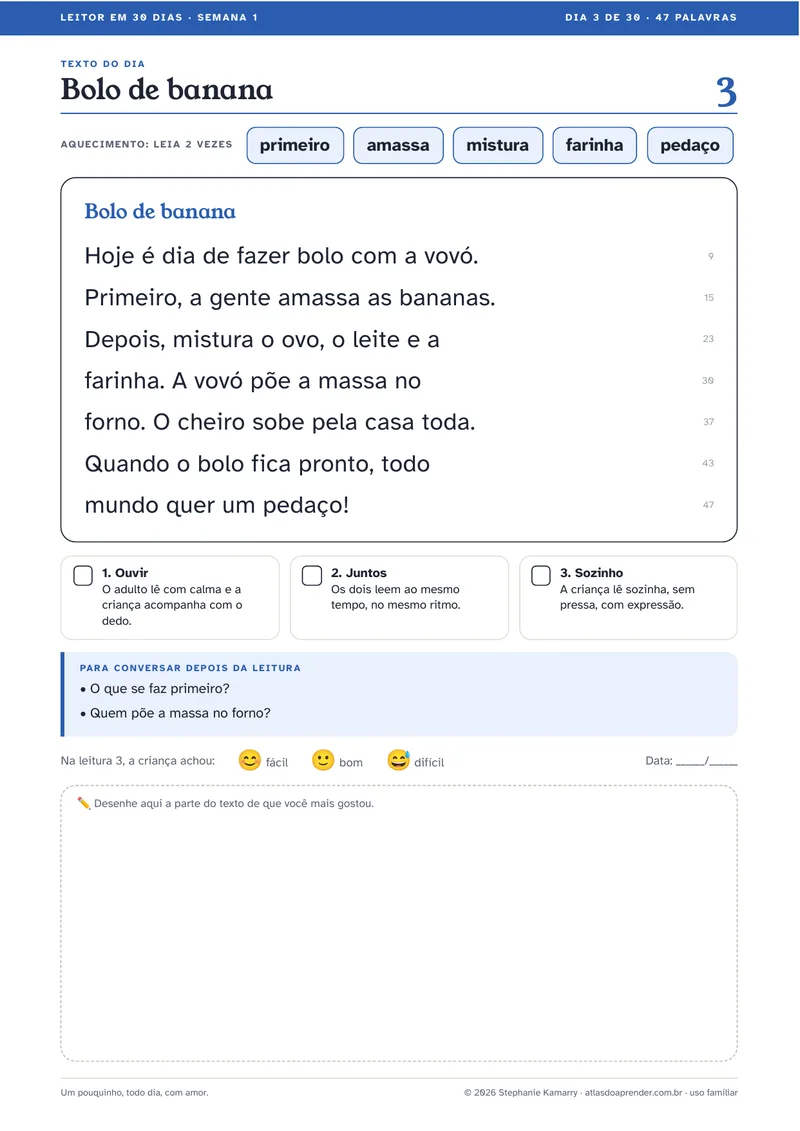 LEITOR EM 30 DIAS · SEMANA 1
DIA 3 DE 30 · 47 PALAVRAS
TEXTO DO DIA
Bolo de banana
3
AQUECIMENTO: LEIA 2 VEZES
primeiro
amassa
mistura
farinha
pedaço
Bolo de banana
Hoje é dia de fazer bolo com a vovó. 9
Primeiro, a gente amassa as bananas. 15
Depois, mistura o ovo, o leite e a 23
farinha. A vovó põe a massa no 30
forno. O cheiro sobe pela casa toda. 37
Quando o bolo fica pronto, todo 43
mundo quer um pedaço! 47
1. Ouvir
O adulto lê com calma e a
criança acompanha com o
dedo.
2. Juntos
Os dois leem ao mesmo
tempo, no mesmo ritmo.
3. Sozinho
A criança lê sozinha, sem
pressa, com expressão.
PARA CONVERSAR DEPOIS DA LEITURA
• O que se faz primeiro?
• Quem põe a massa no forno?
Na leitura 3, a criança achou: 😊 fácil 🙂 bom 😅 difícil Data: _____/_____
✏️ Desenhe aqui a parte do texto de que você mais gostou.
Um pouquinho, todo dia, com amor.
© 2026 Stephanie Kamarry · atlasdoaprender.com.br · uso familiar